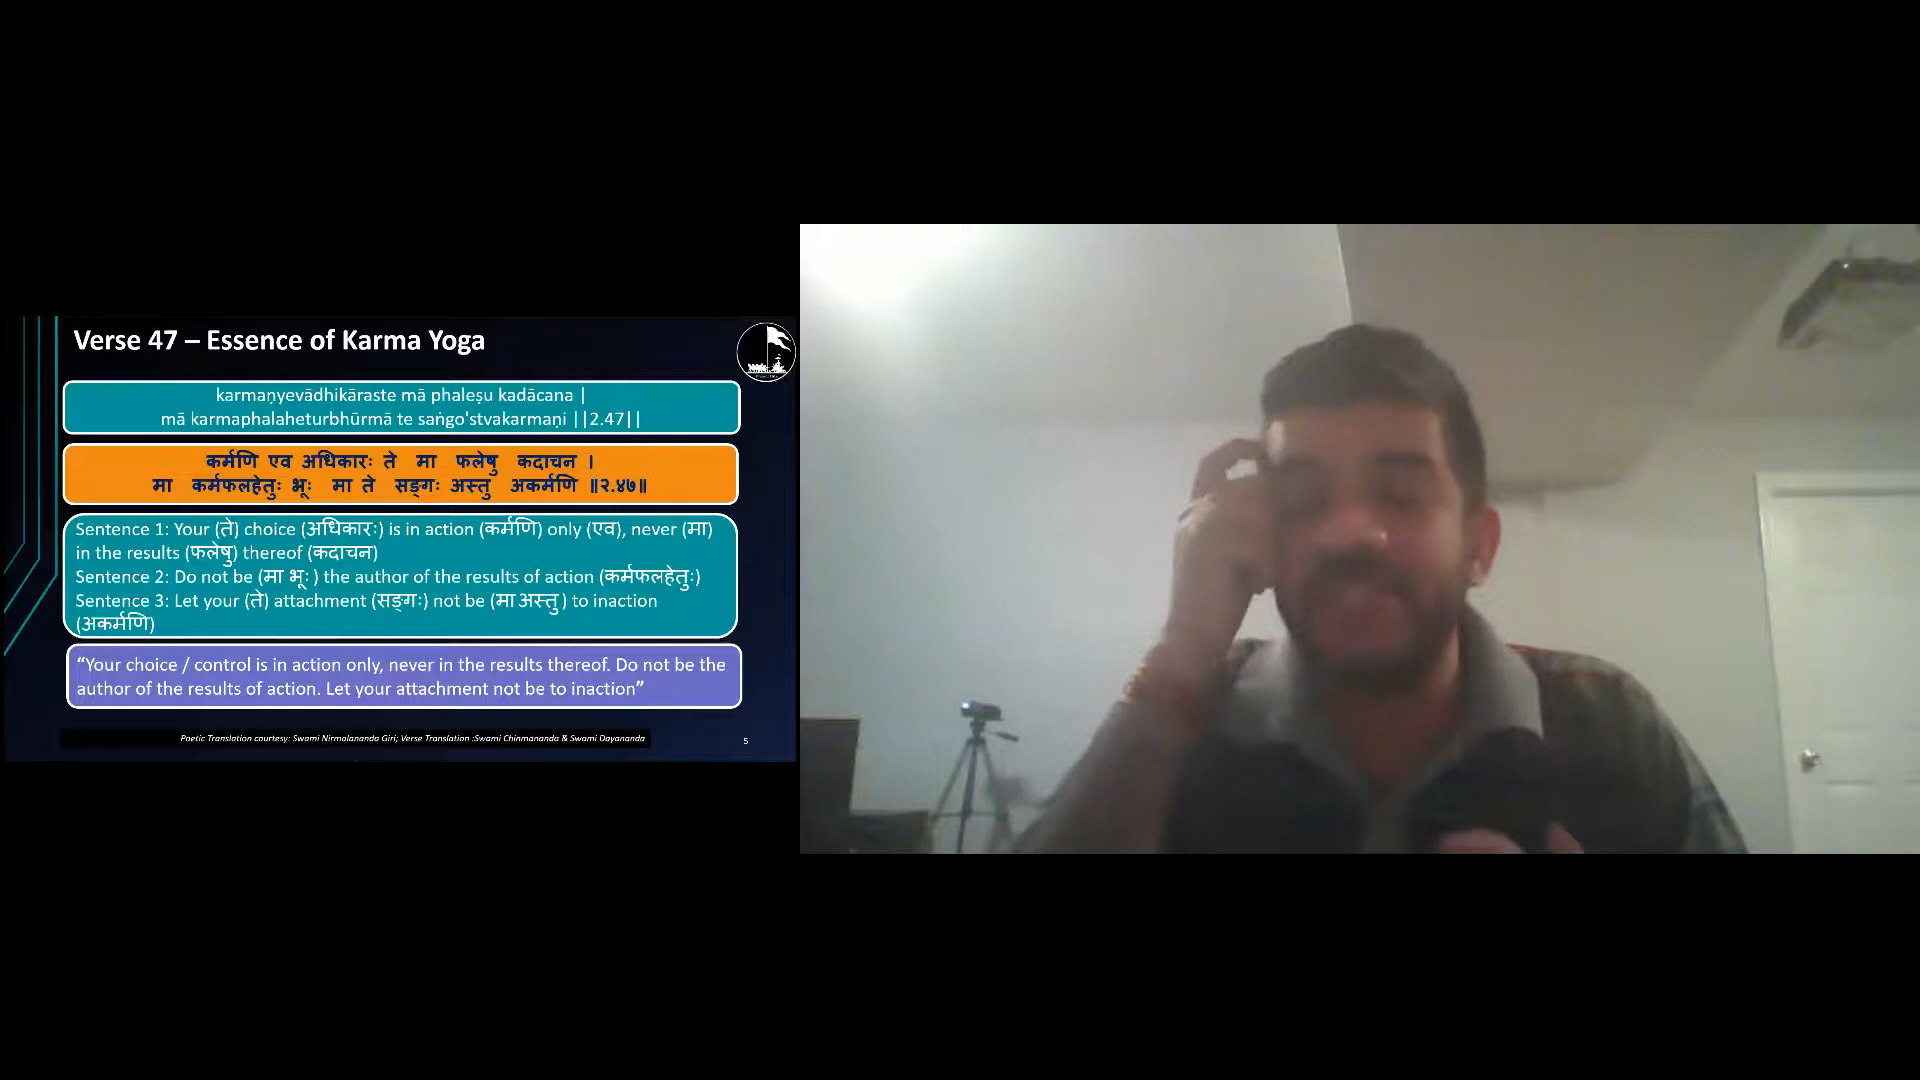 Verse 47 – Essence of Karma Yoga
karmaṇyevādhikāraste mā phaleṣu kadācana |
mā karmaphalaheturbhūrmā te saṅgo'stvakarmaṇi ||2.47||
कर्मणि एव अधिकारः ते मा फलेषु कदाचन ।
मा कर्मफलहेतुः भूः मा ते सङ्गः अस्तु अकर्मणि ॥२.४७॥
Sentence 1: Your (ते) choice (अधिकारः) is in action (कर्मणि) only (एव), never (मा)
in the results (फलेषु) thereof (कदाचन)
Sentence 2: Do not be (मा भूः ) the author of the results of action (कर्मफलहेतुः)
Sentence 3: Let your (ते) attachment (सङ्गः) not be (मा अस्तु ) to inaction
(अकर्मणि)
“Your choice / control is in action only, never in the results thereof. Do not be the
author of the results of action. Let your attachment not be to inaction”
Poetic Translation courtesy: Swami Nirmalananda Giri; Verse Translation :Swami Chinmananda & Swami Dayananda
5